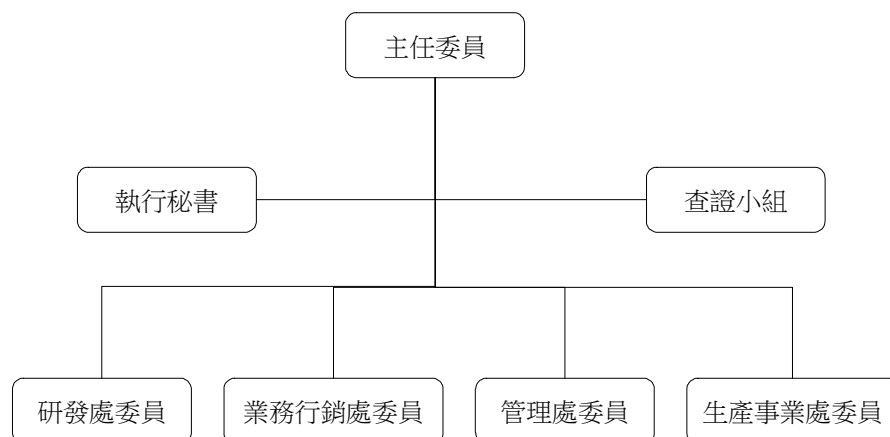 主任委員
執行秘書
查證小組
研發處委員
業務行銷處委員
管理處委員
生產事業處委員